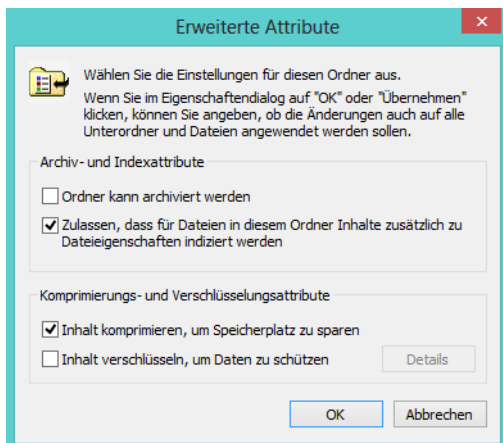 Erweiterte Attribute
Wählen Sie die Einstellungen für diesen Ordner aus.
Wenn Sie im Eigenschaftendialog auf "OK" oder "Übernehmen"
klicken, können Sie angeben, ob die Änderungen auch auf alle
Unterordner und Dateien angewendet werden sollen.
Archiv- und Indexattribute
Ordner kann archiviert werden
Zulassen, dass für Dateien in diesem Ordner Inhalte zusätzlich zu
Dateieigenschaften indiziert werden
Komprimierungs- und Verschlüsselungsattribute
Inhalt komprimieren, um Speicherplatz zu sparen
Inhalt verschlüsseln, um Daten zu schützen
Details
OK
Abbrechen